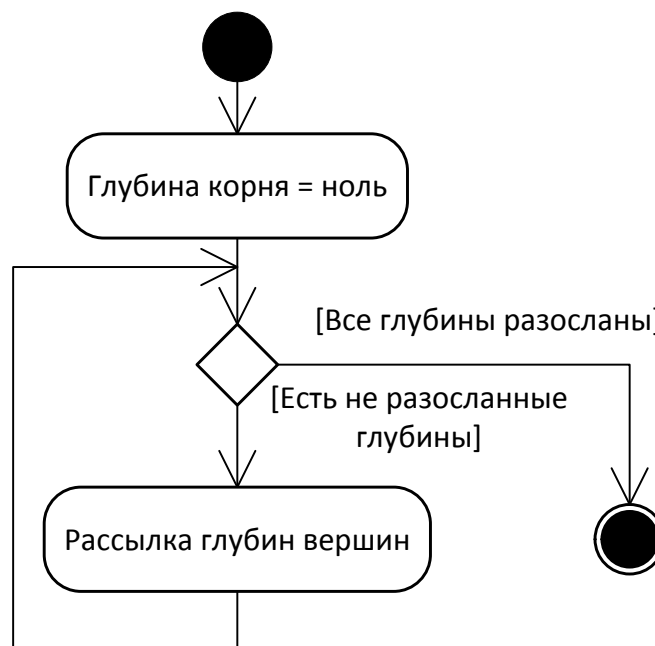 Глубина корня = ноль
[Все глубины разосланы]
[Есть не разосланные
глубины]
Рассылка глубин вершин